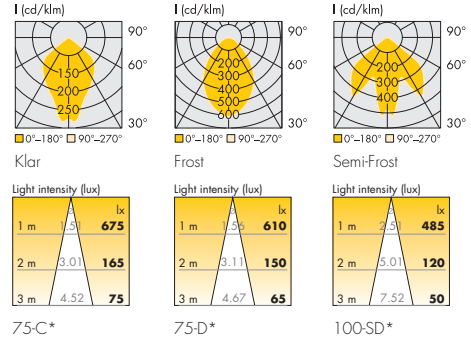 I (cd/klm)
90°
60°
150
200
250
30°
0°–180° 90°–270°
Klar
I (cd/klm)
90°
60°
200
300
400
500
600
30°
0°–180° 90°–270°
Frost
I (cd/klm)
90°
60°
200
300
400
30°
0°–180° 90°–270°
Semi-Frost
Light intensity (lux)
lx
1 m 1.51 675
2 m 3.01 165
3 m 4.52 75
75-C*
Light intensity (lux)
lx
1 m 1.56 610
2 m 3.11 150
3 m 4.67 65
75-D*
Light intensity (lux)
lx
1 m 2.51 485
2 m 5.01 120
3 m 7.52 50
100-SD*